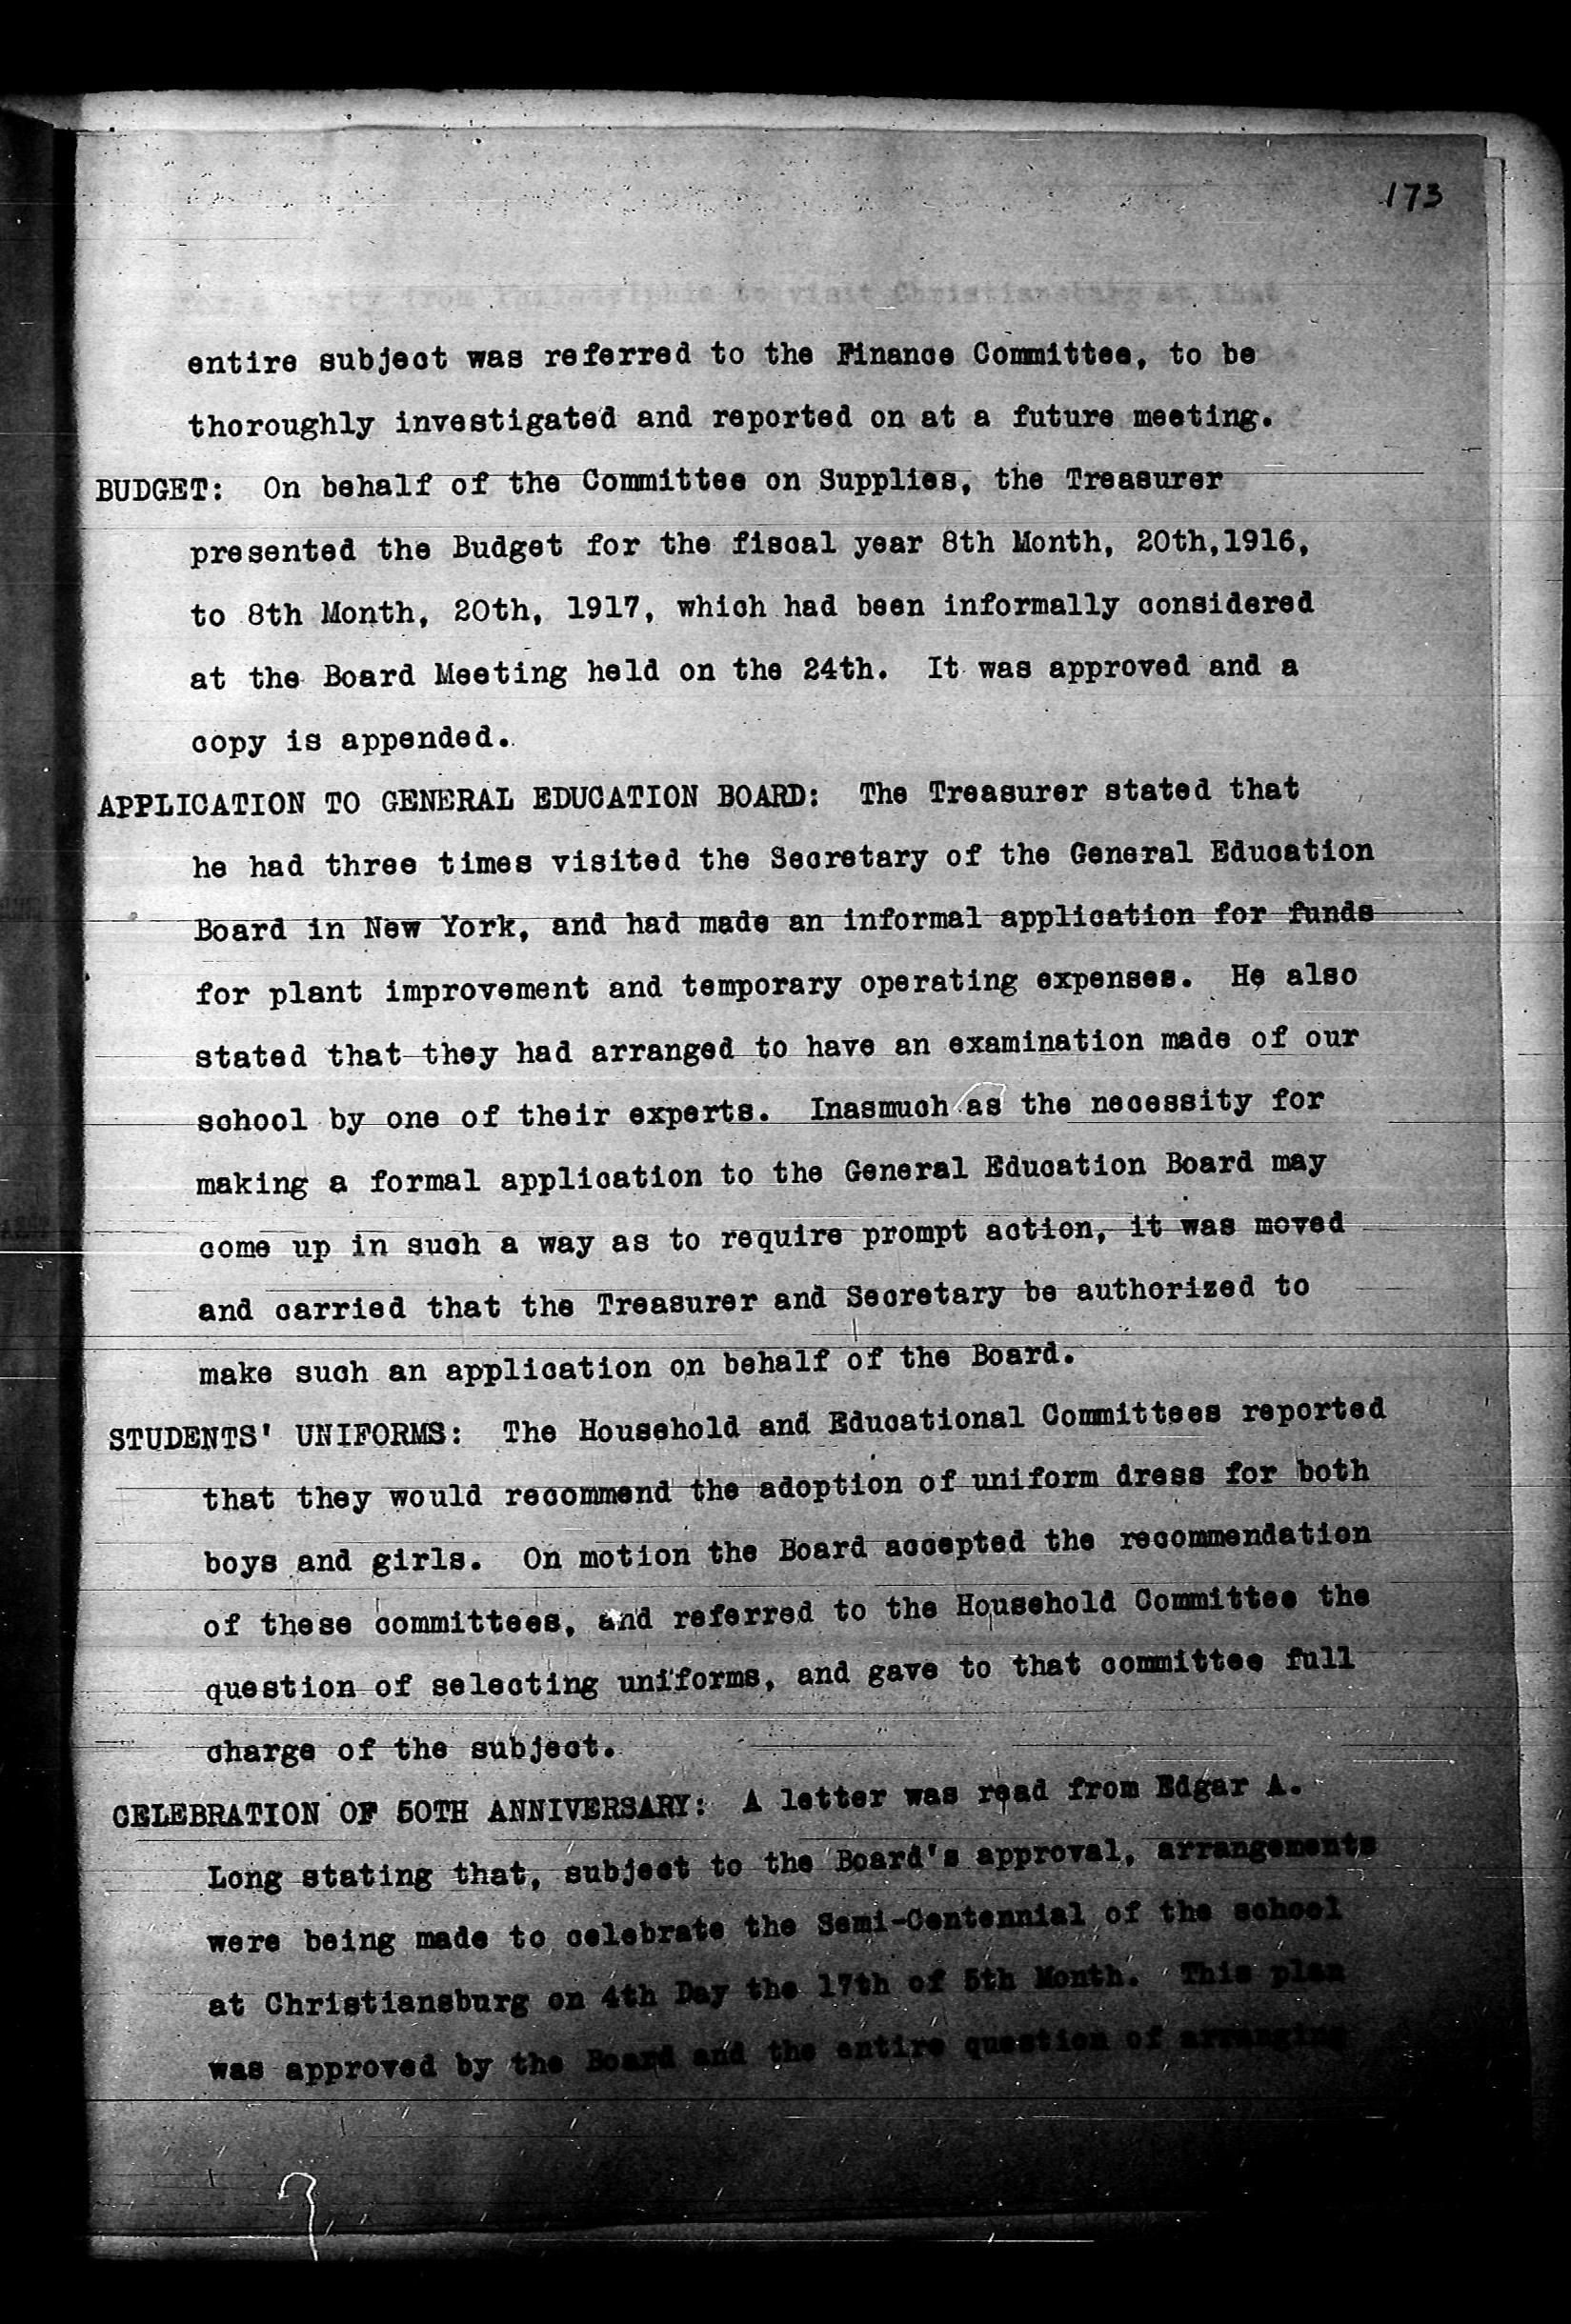 173
for a party from Philadelphia to visit Christiansburg at that
entire subject was referred to the Finance Committee, to be
thoroughly investigated and reported on at a future meeting.
BUDGET: On behalf of the Committee on Supplies, the Treasurer
presented the Budget for the fiscal year 8th Month, 20th,1916,
to 8th Month, 20th, 1917, which had been informally considered
at the Board Meeting held on the 24th. It was approved and a
copy is appended.
APPLICATION TO GENERAL EDUCATION BOARD: The Treasurer stated that
he had three times visited the Secretary of the General Education
Board in New York, and had made an informal application for funds
for plant improvement and temporary operating expenses. He also
stated that they had arranged to have an examination made of our
school by one of their experts. Inasmuch as the necessity for
making a formal application to the General Education Board may
come up in such a way as to require prompt action, it was moved
and carried that the Treasurer and Secretary be authorized to
make such an application on behalf of the Board.
STUDENTS' UNIFORMS: The Household and Educational Committees reported
that they would recommend the adoption of uniform dress for both
boys and girls. On motion the Board accepted the recommendation
of these committees, and referred to the Household Committee the
question of selecting uniforms, and gave to that committee full
charge of the subject.
CELEBRATION OF 50TH ANNIVERSARY: A letter was read from Edgar A.
Long stating that, subject to the Board's approval, arrangements
were being made to celebrate the Semi-Centennial of the school
at Christiansburg on 4th Day the 17th of 5th Month. This plan
was approved by the Board and the entire question of arranging